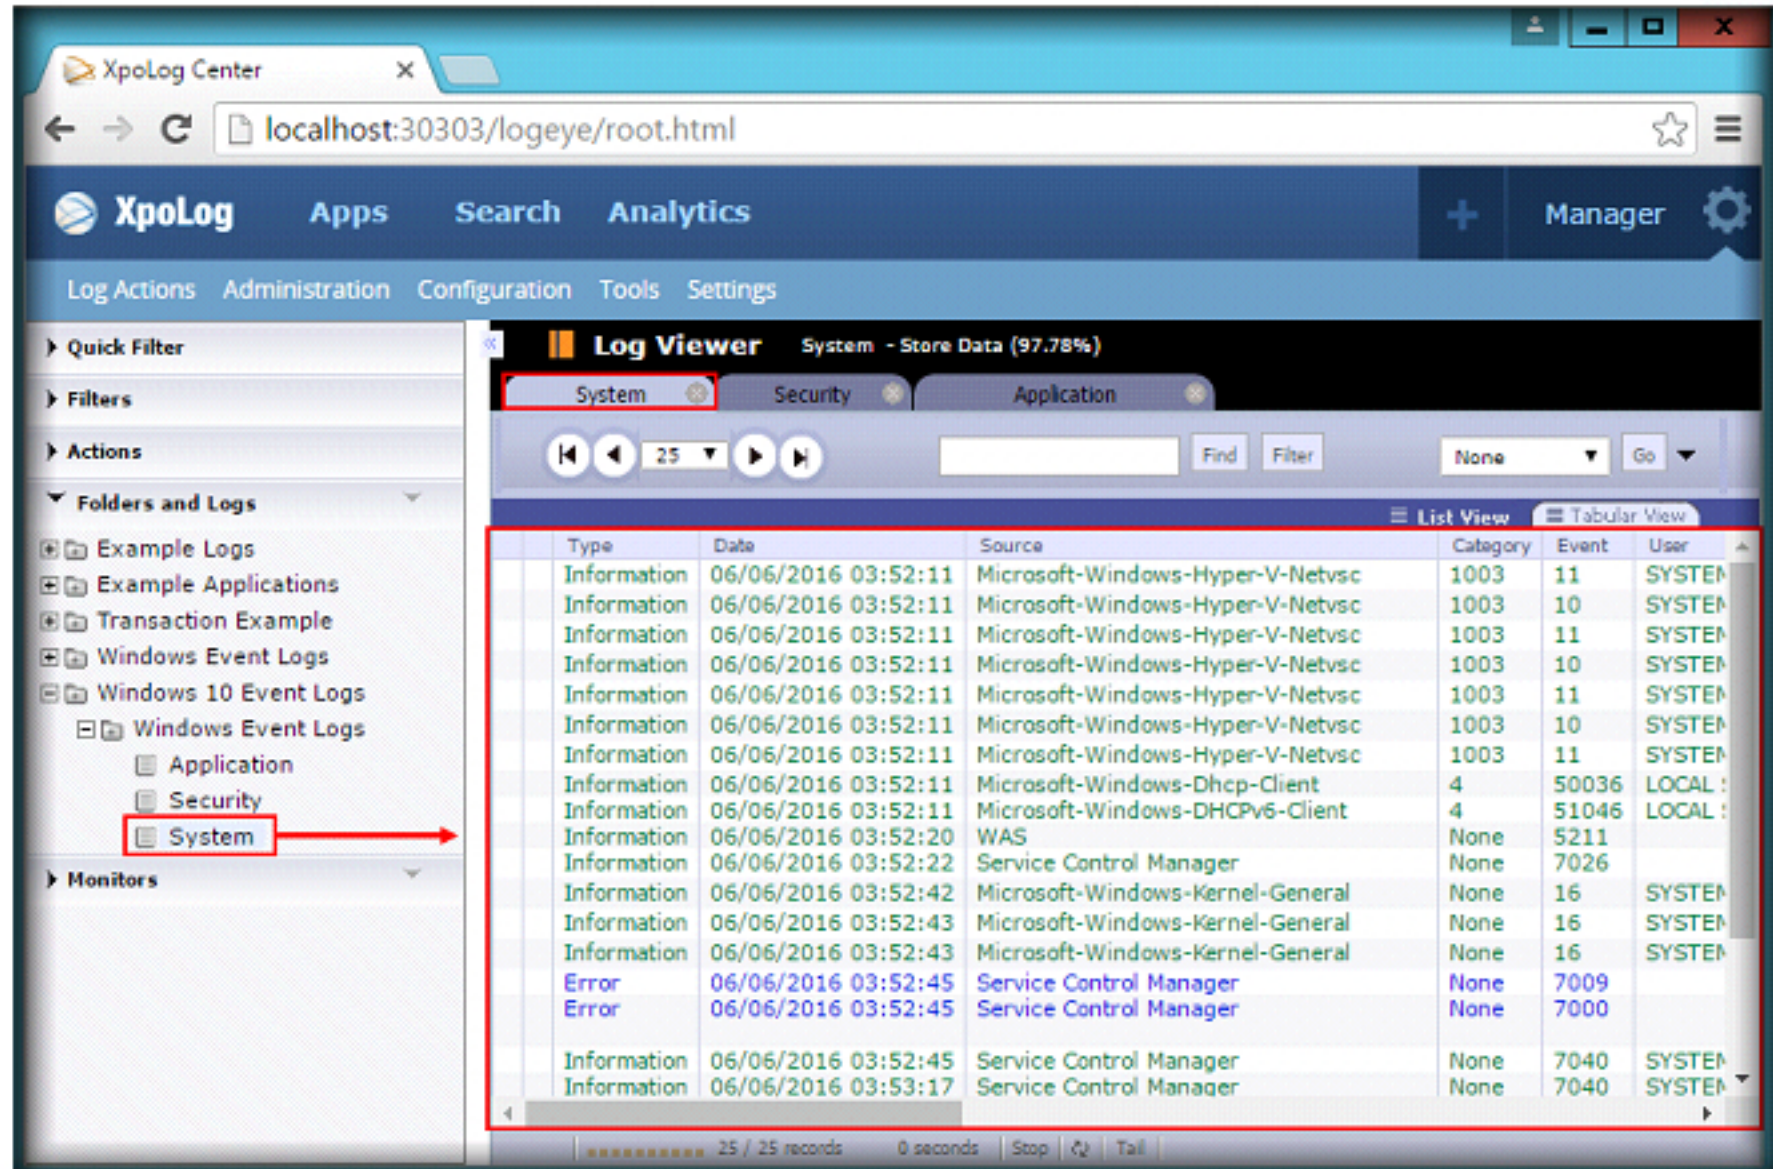 XpoLog Center
localhost:30303/logeye/root.html
XpoLog Apps Search Analytics + Manager
Log Actions Administration Configuration Tools Settings
Quick Filter
Filters
Actions
Folders and Logs
Example Logs
Example Applications
Transaction Example
Windows Event Logs
Windows 10 Event Logs
Windows Event Logs
Application
Security
System
Monitors
Log Viewer System - Store Data (97.78%)
System Security Application
25 Find Filter None Go
List View Tabular View
Type Date Source Category Event User
Information 06/06/2016 03:52:11 Microsoft-Windows-Hyper-V-Netvsc 1003 11 SYSTEM
Information 06/06/2016 03:52:11 Microsoft-Windows-Hyper-V-Netvsc 1003 10 SYSTEM
Information 06/06/2016 03:52:11 Microsoft-Windows-Hyper-V-Netvsc 1003 11 SYSTEM
Information 06/06/2016 03:52:11 Microsoft-Windows-Hyper-V-Netvsc 1003 10 SYSTEM
Information 06/06/2016 03:52:11 Microsoft-Windows-Hyper-V-Netvsc 1003 11 SYSTEM
Information 06/06/2016 03:52:11 Microsoft-Windows-Hyper-V-Netvsc 1003 10 SYSTEM
Information 06/06/2016 03:52:11 Microsoft-Windows-Hyper-V-Netvsc 1003 11 SYSTEM
Information 06/06/2016 03:52:11 Microsoft-Windows-Dhcp-Client 4 50036 LOCAL
Information 06/06/2016 03:52:11 Microsoft-Windows-DHCPv6-Client 4 51046 LOCAL
Information 06/06/2016 03:52:20 WAS None 5211
Information 06/06/2016 03:52:22 Service Control Manager None 7026
Information 06/06/2016 03:52:42 Microsoft-Windows-Kernel-General None 16 SYSTEM
Information 06/06/2016 03:52:43 Microsoft-Windows-Kernel-General None 16 SYSTEM
Information 06/06/2016 03:52:43 Microsoft-Windows-Kernel-General None 16 SYSTEM
Error 06/06/2016 03:52:45 Service Control Manager None 7009
Error 06/06/2016 03:52:45 Service Control Manager None 7000
Information 06/06/2016 03:52:45 Service Control Manager None 7040 SYSTEM
Information 06/06/2016 03:53:17 Service Control Manager None 7040 SYSTEM
25 / 25 records 0 seconds Stop Tail